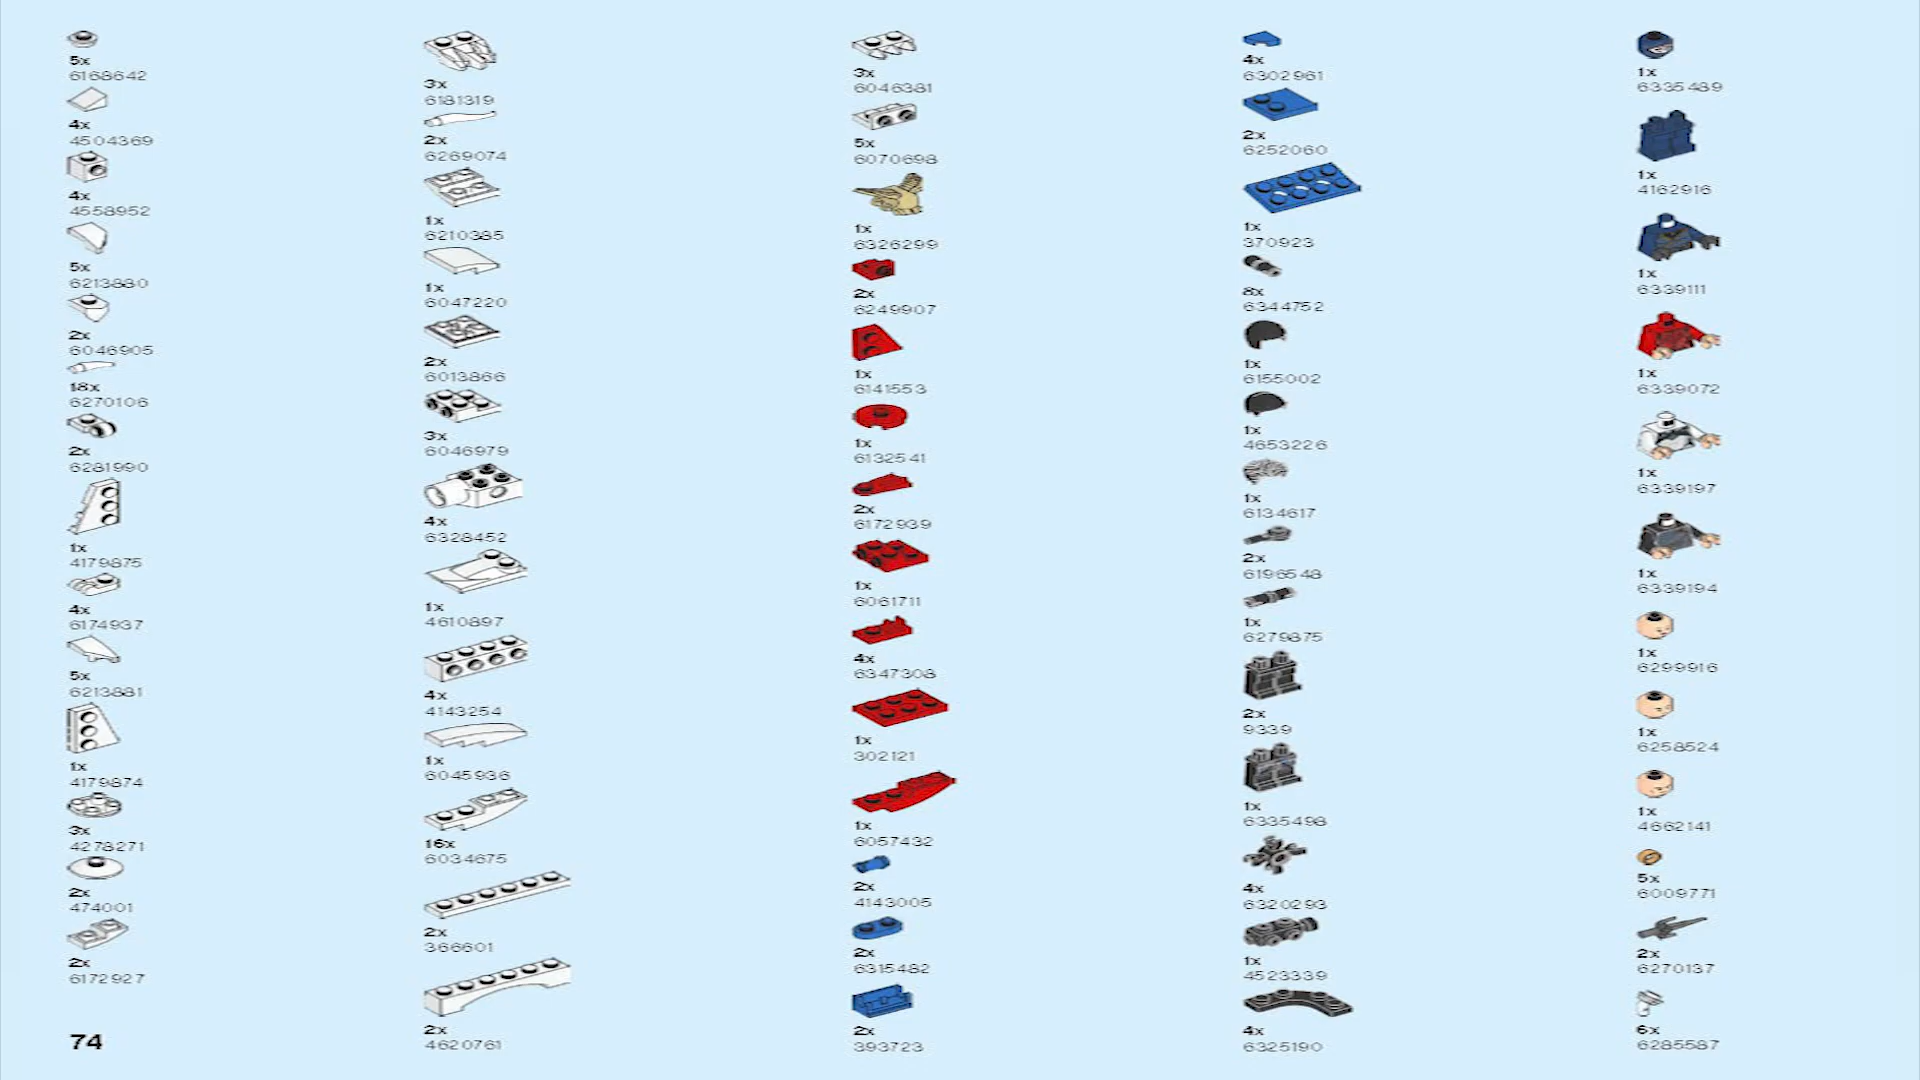 5x
6168642
4x
4504369
4x
4558952
5x
6213880
2x
6046905
18x
6270106
2x
6281990
1x
4179875
4x
6174937
5x
6213881
1x
4179874
3x
4278271
2x
474001
2x
6172927
74
3x
6181319
2x
6269074
1x
6210385
1x
6047220
2x
6013866
3x
6046979
4x
6328452
1x
4610897
4x
4143254
1x
6045936
16x
6034675
2x
366601
2x
4620761
3x
6046381
5x
6070698
1x
6326299
2x
6249907
1x
6141553
1x
6132541
2x
6172939
1x
6061711
4x
6347308
1x
302121
1x
6057432
2x
4143005
2x
6315482
2x
393723
4x
6302961
2x
6252060
1x
370923
8x
6344752
1x
6155002
1x
4653226
1x
6134617
2x
6196548
1x
6279875
2x
9339
1x
6335498
4x
6320293
1x
4523339
4x
6325190
1x
6335489
1x
4162916
1x
6339111
1x
6339072
1x
6339197
1x
6339194
1x
6299916
1x
6258524
1x
4662141
5x
6009771
2x
6270137
6x
6285587